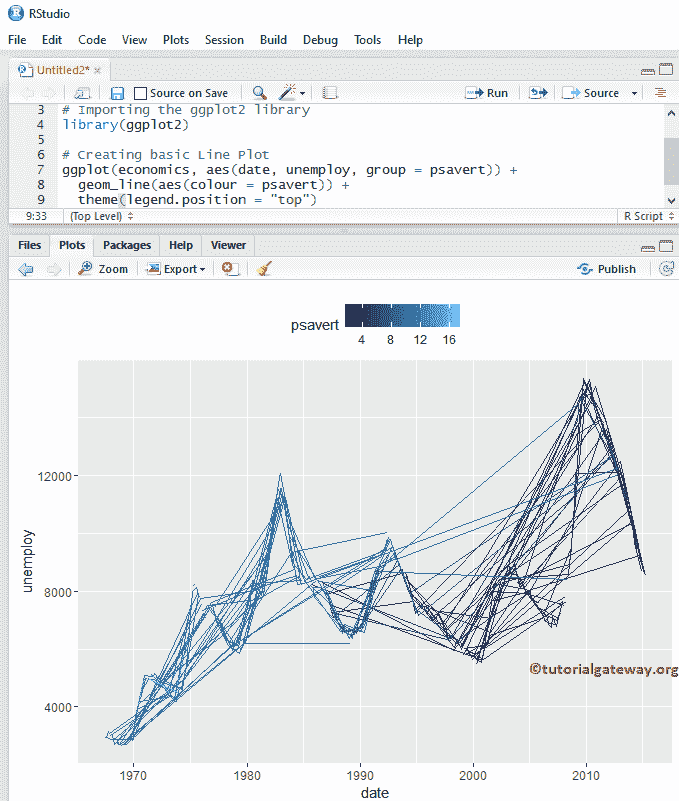 RStudio
File Edit Code View Plots Session Build Debug Tools Help
Untitled2*
Source on Save Run Source
3 # Importing the ggplot2 library
4 library(ggplot2)
5
6 # Creating basic Line Plot
7 ggplot(economics, aes(date, unemploy, group = psavert)) +
8 geom_line(aes(colour = psavert)) +
9 theme(legend.position = "top")
9:33 (Top Level) R Script
Files Plots Packages Help Viewer
Zoom Export Publish
psavert
4 8 12 16
12000
8000
4000
unemploy
©tutorialgateway.org
1970 1980 1990 2000 2010
date